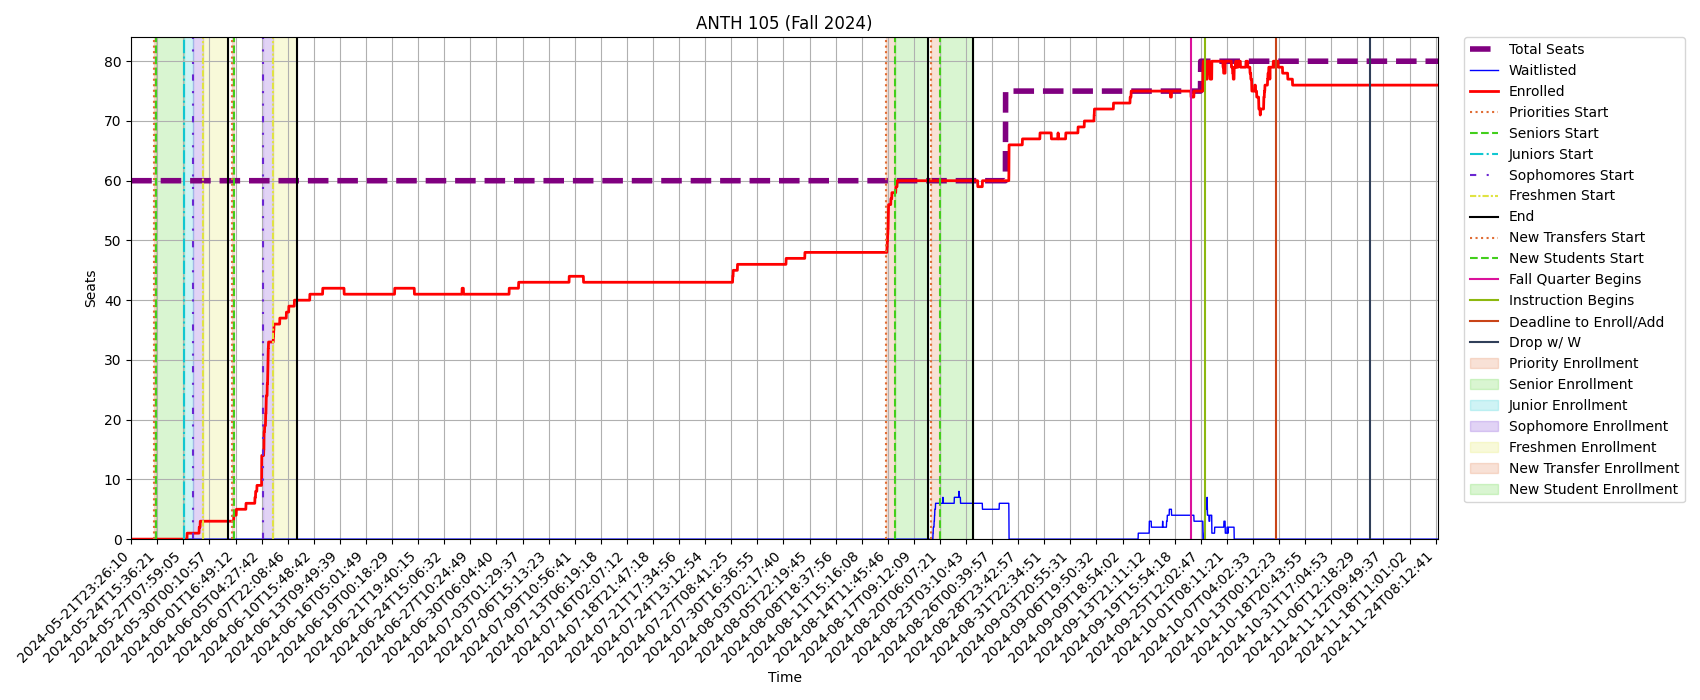 ANTH 105 (Fall 2024)
Seats
80
70
60
50
40
30
20
10
0
2024-05-21T23:26:10
2024-05-24T15:36:21
2024-05-27T07:59:05
2024-05-30T00:10:57
2024-06-01T16:49:12
2024-06-05T04:27:42
2024-06-07T22:08:46
2024-06-10T15:48:42
2024-06-13T09:49:39
2024-06-16T05:01:49
2024-06-19T00:18:29
2024-06-21T19:40:15
2024-06-24T15:06:32
2024-06-27T10:24:49
2024-06-30T06:04:40
2024-07-03T01:29:37
2024-07-06T15:13:23
2024-07-09T10:56:41
2024-07-13T06:19:18
2024-07-16T02:07:12
2024-07-18T21:47:18
2024-07-21T17:34:56
2024-07-24T13:12:54
2024-07-27T08:41:25
2024-07-30T16:36:55
2024-08-03T02:17:40
2024-08-05T22:19:45
2024-08-08T18:37:56
2024-08-11T15:16:08
2024-08-14T11:45:46
2024-08-17T09:12:09
2024-08-20T06:07:21
2024-08-23T03:10:43
2024-08-26T00:39:57
2024-08-28T23:42:57
2024-08-31T22:34:51
2024-09-03T20:55:31
2024-09-06T19:50:32
2024-09-09T18:54:02
2024-09-13T21:11:12
2024-09-19T15:54:18
2024-09-25T12:02:47
2024-10-01T08:11:21
2024-10-07T04:02:33
2024-10-13T00:12:23
2024-10-18T20:43:55
2024-10-31T17:04:53
2024-11-06T12:18:29
2024-11-12T09:49:37
2024-11-18T11:01:02
2024-11-24T08:12:41
Time
Total Seats
Waitlisted
Enrolled
Priorities Start
Seniors Start
Juniors Start
Sophomores Start
Freshmen Start
End
New Transfers Start
New Students Start
Fall Quarter Begins
Instruction Begins
Deadline to Enroll/Add
Drop w/ W
Priority Enrollment
Senior Enrollment
Junior Enrollment
Sophomore Enrollment
Freshmen Enrollment
New Transfer Enrollment
New Student Enrollment